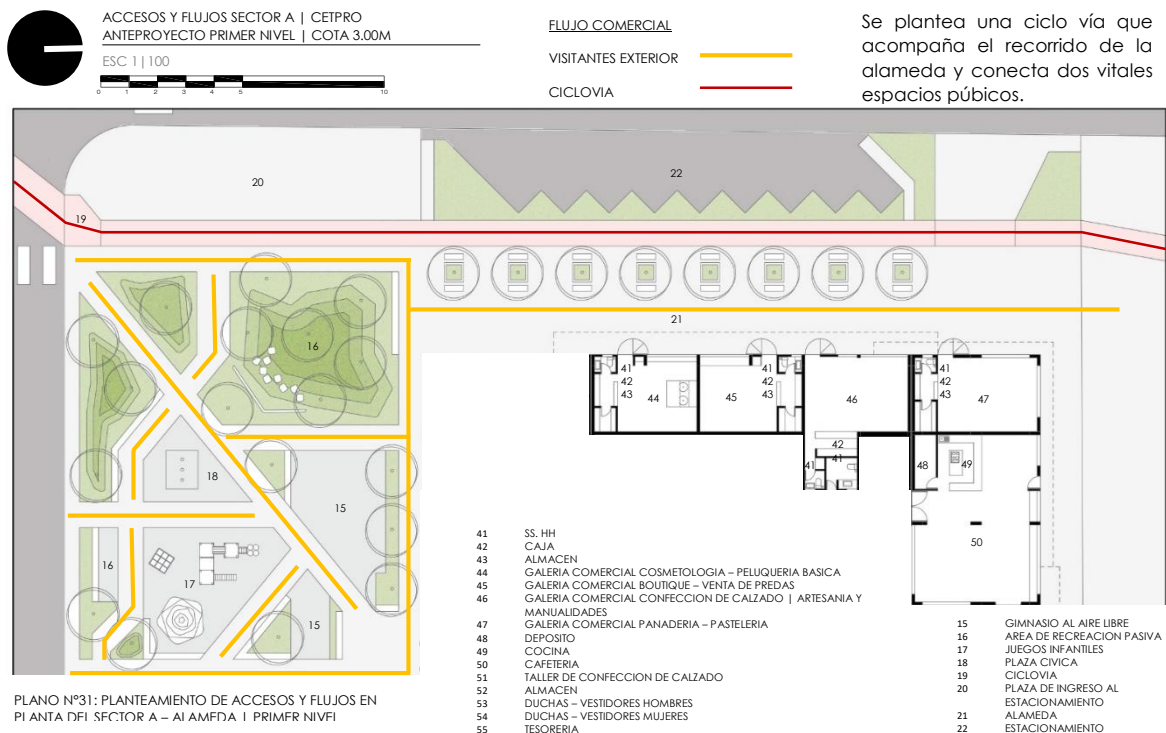 ACCESOS Y FLUJOS SECTOR A | CETPRO
ANTEPROYECTO PRIMER NIVEL | COTA 3.00M
ESC 1|100
0 1 2 3 4 5 10
FLUJO COMERCIAL
VISITANTES EXTERIOR
CICLOVIA
Se plantea una ciclo vía que
acompaña el recorrido de la
alameda y conecta dos vitales
espacios púbicos.
20
22
19
21
16
41
42
43
44
45
41
42
43
46
42
41
41
41
42
43
47
48
49
50
18
15
16
17
15
41 SS. HH
42 CAJA
43 ALMACEN
44 GALERIA COMERCIAL COSMETOLOGIA – PELUQUERIA BASICA
45 GALERIA COMERCIAL BOUTIQUE – VENTA DE PREDAS
46 GALERIA COMERCIAL CONFECCION DE CALZADO | ARTESANIA Y
MANUALIDADES
47 GALERIA COMERCIAL PANADERIA – PASTELERIA
48 DEPOSITO
49 COCINA
50 CAFETERIA
51 TALLER DE CONFECCION DE CALZADO
52 ALMACEN
53 DUCHAS – VESTIDORES HOMBRES
54 DUCHAS – VESTIDORES MUJERES
55 TESORERIA
15 GIMNASIO AL AIRE LIBRE
16 AREA DE RECREACION PASIVA
17 JUEGOS INFANTILES
18 PLAZA CIVICA
19 CICLOVIA
20 PLAZA DE INGRESO AL
ESTACIONAMIENTO
21 ALAMEDA
22 ESTACIONAMIENTO
PLANO N°31: PLANTEAMIENTO DE ACCESOS Y FLUJOS EN
PLANTA DEL SECTOR A – ALAMEDA | PRIMER NIVEL